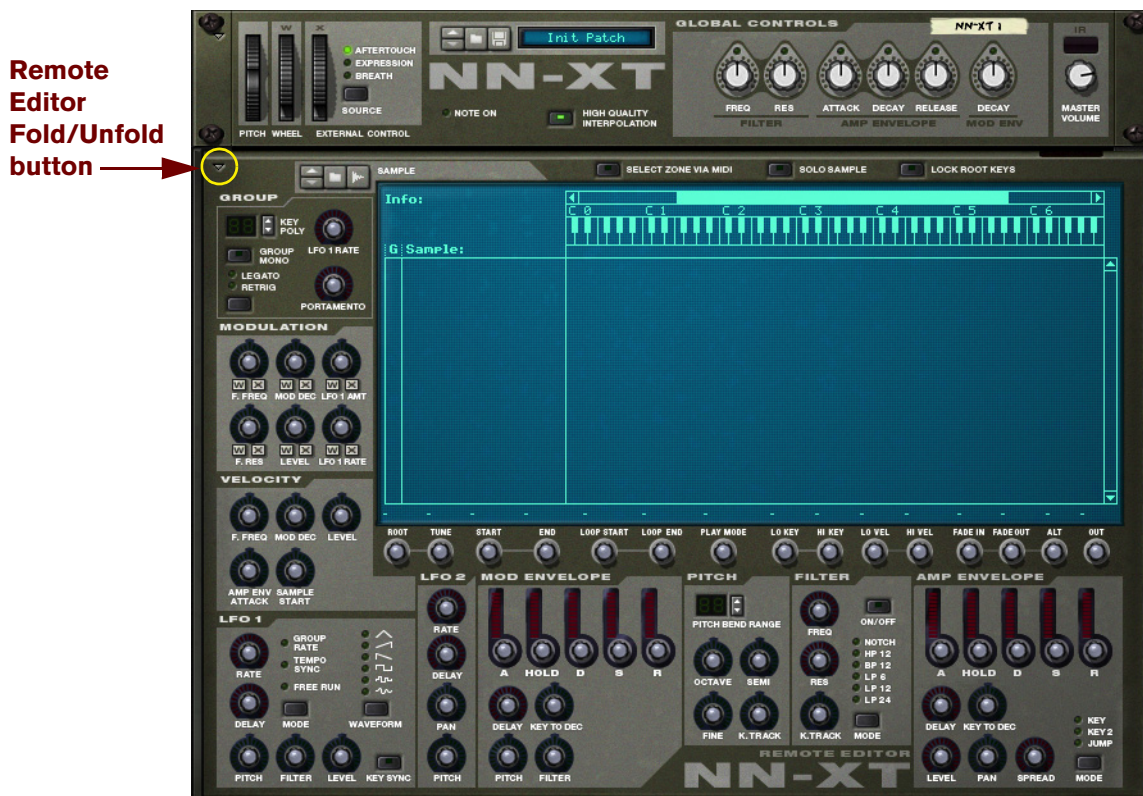 Remote
Editor
Fold/Unfold
button
W X
AFTERTOUCH
EXPRESSION
BREATH
SOURCE
PITCH WHEEL EXTERNAL CONTROL
Init Patch
NN-XT
NOTE ON
HIGH QUALITY
INTERPOLATION
GLOBAL CONTROLS
NN-XT 1
IR
FREQ RES ATTACK DECAY RELEASE DECAY
FILTER AMP ENVELOPE MOD ENV
MASTER
VOLUME
SAMPLE
SELECT ZONE VIA MIDI SOLO SAMPLE LOCK ROOT KEYS
GROUP
KEY
POLY
GROUP
MONO
LFO 1 RATE
LEGATO
RETRIG
PORTAMENTO
Info:
C 0 C 1 C 2 C 3 C 4 C 5 C 6
G Sample:
MODULATION
W X W X W X
F. FREQ MOD DEC LFO 1 AMT
W X W X W X
F. RES LEVEL LFO 1 RATE
VELOCITY
F. FREQ MOD DEC LEVEL
AMP ENV
ATTACK
SAMPLE
START
ROOT TUNE START END LOOP START LOOP END PLAY MODE LO KEY HI KEY LO VEL HI VEL FADE IN FADE OUT ALT OUT
LFO 1
RATE
GROUP
RATE
TEMPO
SYNC
FREE RUN
DELAY MODE WAVEFORM
PITCH FILTER LEVEL KEY SYNC
LFO 2
RATE
DELAY
PAN
PITCH
MOD ENVELOPE
A HOLD D S R
DELAY KEY TO DEC
PITCH FILTER
PITCH
PITCH BEND RANGE
OCTAVE SEMI
FINE K.TRACK
FILTER
FREQ ON/OFF
RES
NOTCH
HP 12
BP 12
LP 6
LP 12
LP 24
K.TRACK MODE
AMP ENVELOPE
A HOLD D S R
DELAY KEY TO DEC
KEY
KEY 2
JUMP
LEVEL PAN SPREAD MODE
REMOTE EDITOR
NN-XT